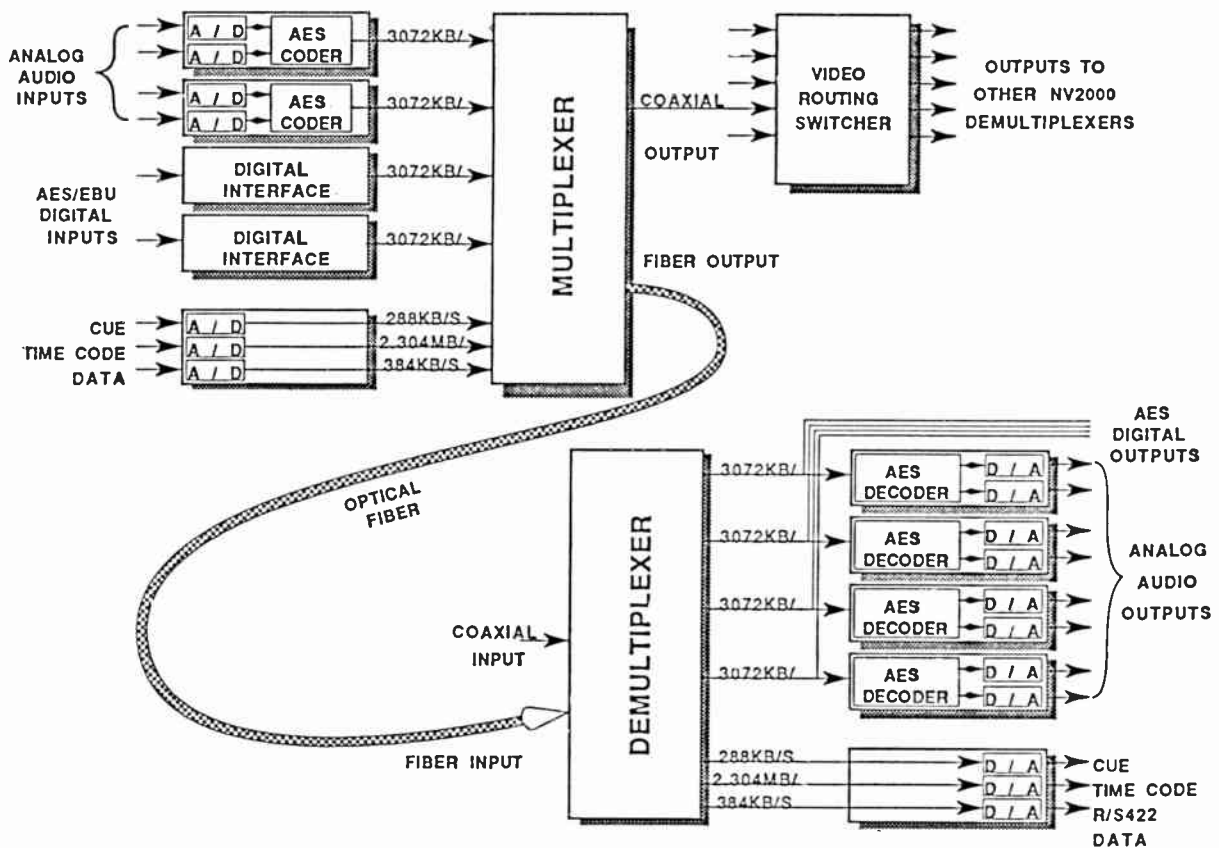 ANALOG
AUDIO
INPUTS
A / D
A / D
AES
CODER
3072KB/
A / D
A / D
AES
CODER
3072KB/
AES/EBU
DIGITAL
INPUTS
DIGITAL
INTERFACE
3072KB/
DIGITAL
INTERFACE
3072KB/
CUE
TIME CODE
DATA
A / D
A / D
A / D
288KB/S
2.304MB/
384KB/S
MULTIPLEXER
COAXIAL
OUTPUT
VIDEO
ROUTING
SWITCHER
OUTPUTS TO
OTHER NV2000
DEMULTIPLEXERS
FIBER OUTPUT
OPTICAL
FIBER
COAXIAL
INPUT
FIBER INPUT
DEMULTIPLEXER
3072KB/
3072KB/
3072KB/
3072KB/
288KB/S
2.304MB/
384KB/S
AES
DECODER
D / A
D / A
AES
DECODER
D / A
D / A
AES
DECODER
D / A
D / A
AES
DECODER
D / A
D / A
D / A
D / A
D / A
AES
DIGITAL
OUTPUTS
ANALOG
AUDIO
OUTPUTS
CUE
TIME CODE
R/S422
DATA